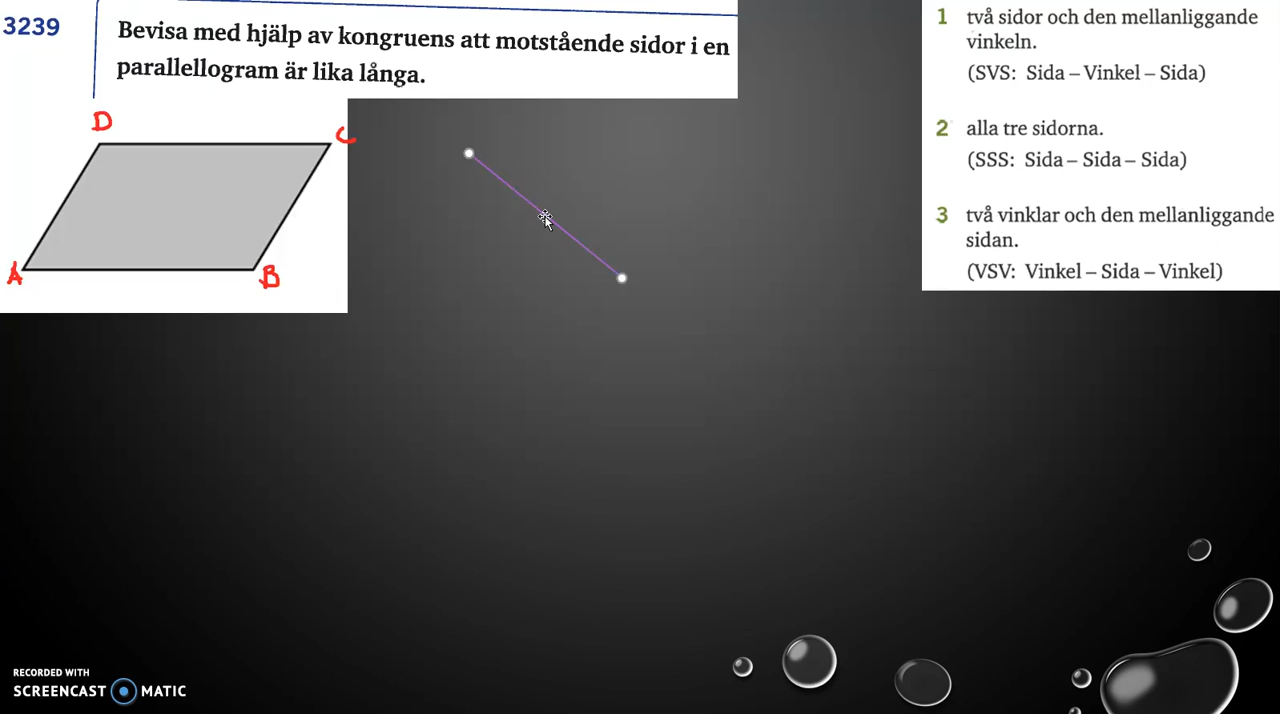 3239
Bevisa med hjälp av kongruens att motstående sidor i en
parallellogram är lika långa.
D
C
A
B
1 två sidor och den mellanliggande
vinkeln.
(SVS: Sida – Vinkel – Sida)
2 alla tre sidorna.
(SSS: Sida – Sida – Sida)
3 två vinklar och den mellanliggande
sidan.
(VSV: Vinkel – Sida – Vinkel)
RECORDED WITH
SCREENCAST MATIC